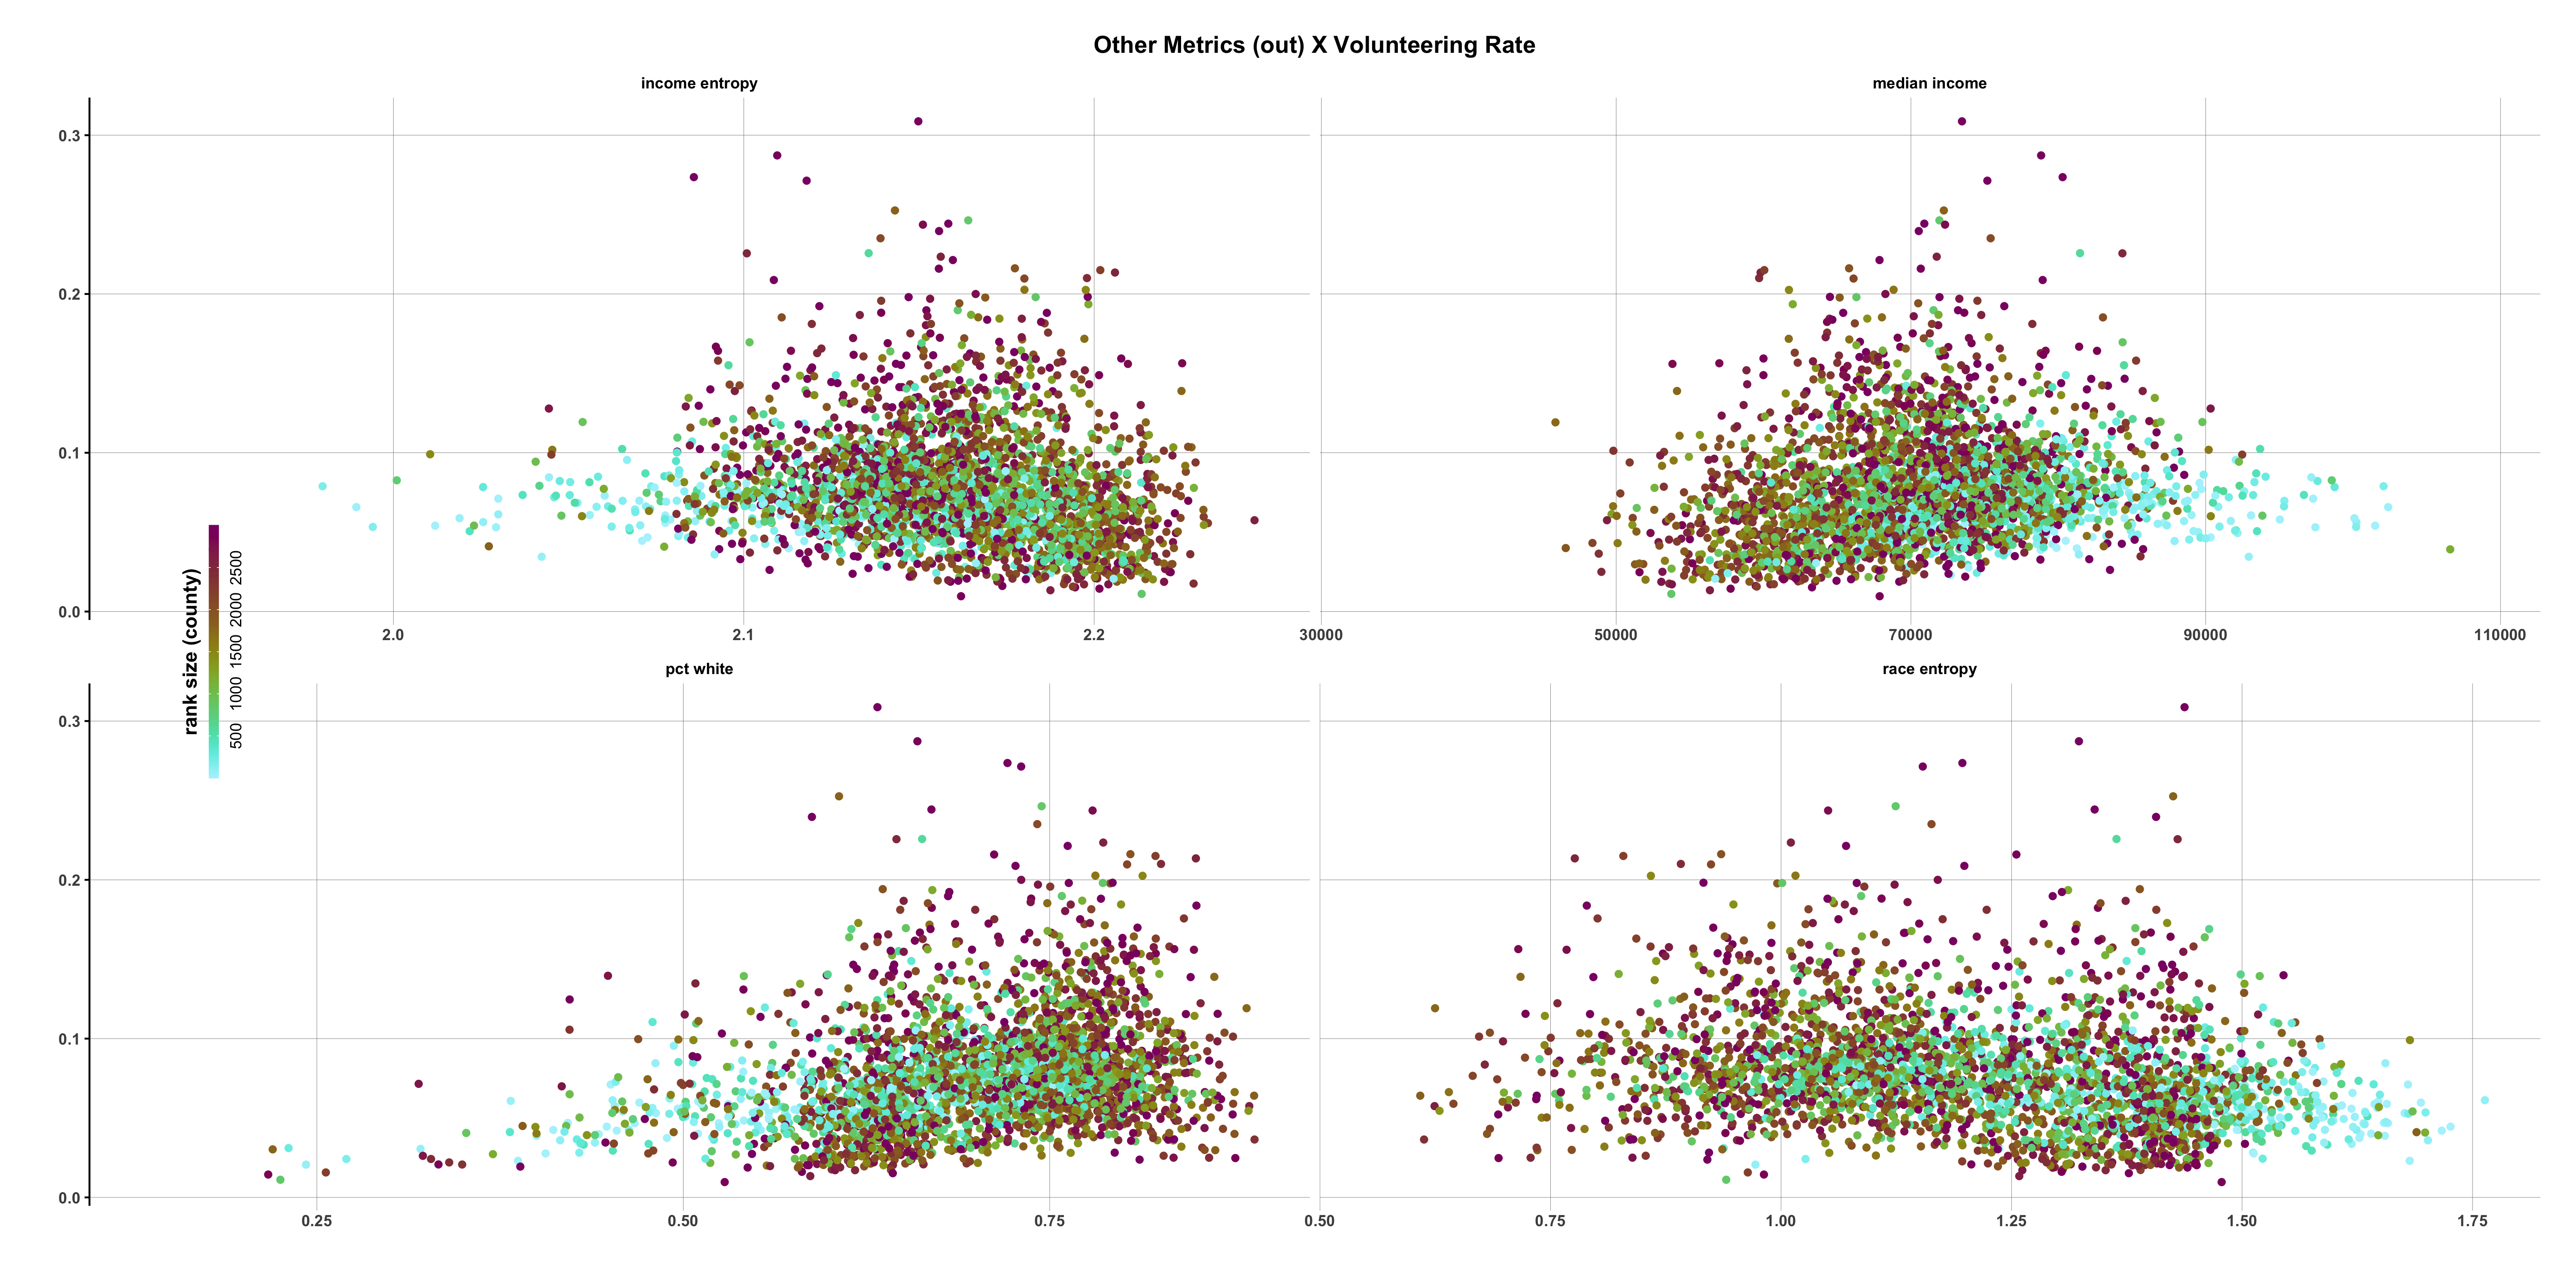 Other Metrics (out) X Volunteering Rate
income entropy
median income
0.3
0.2
0.1
0.0
2.0 2.1 2.2
30000 50000 70000 90000 110000
pct white
race entropy
0.3
0.2
0.1
0.0
0.25 0.50 0.75
0.50 0.75 1.00 1.25 1.50 1.75
rank size (county)
500 1000 1500 2000 2500